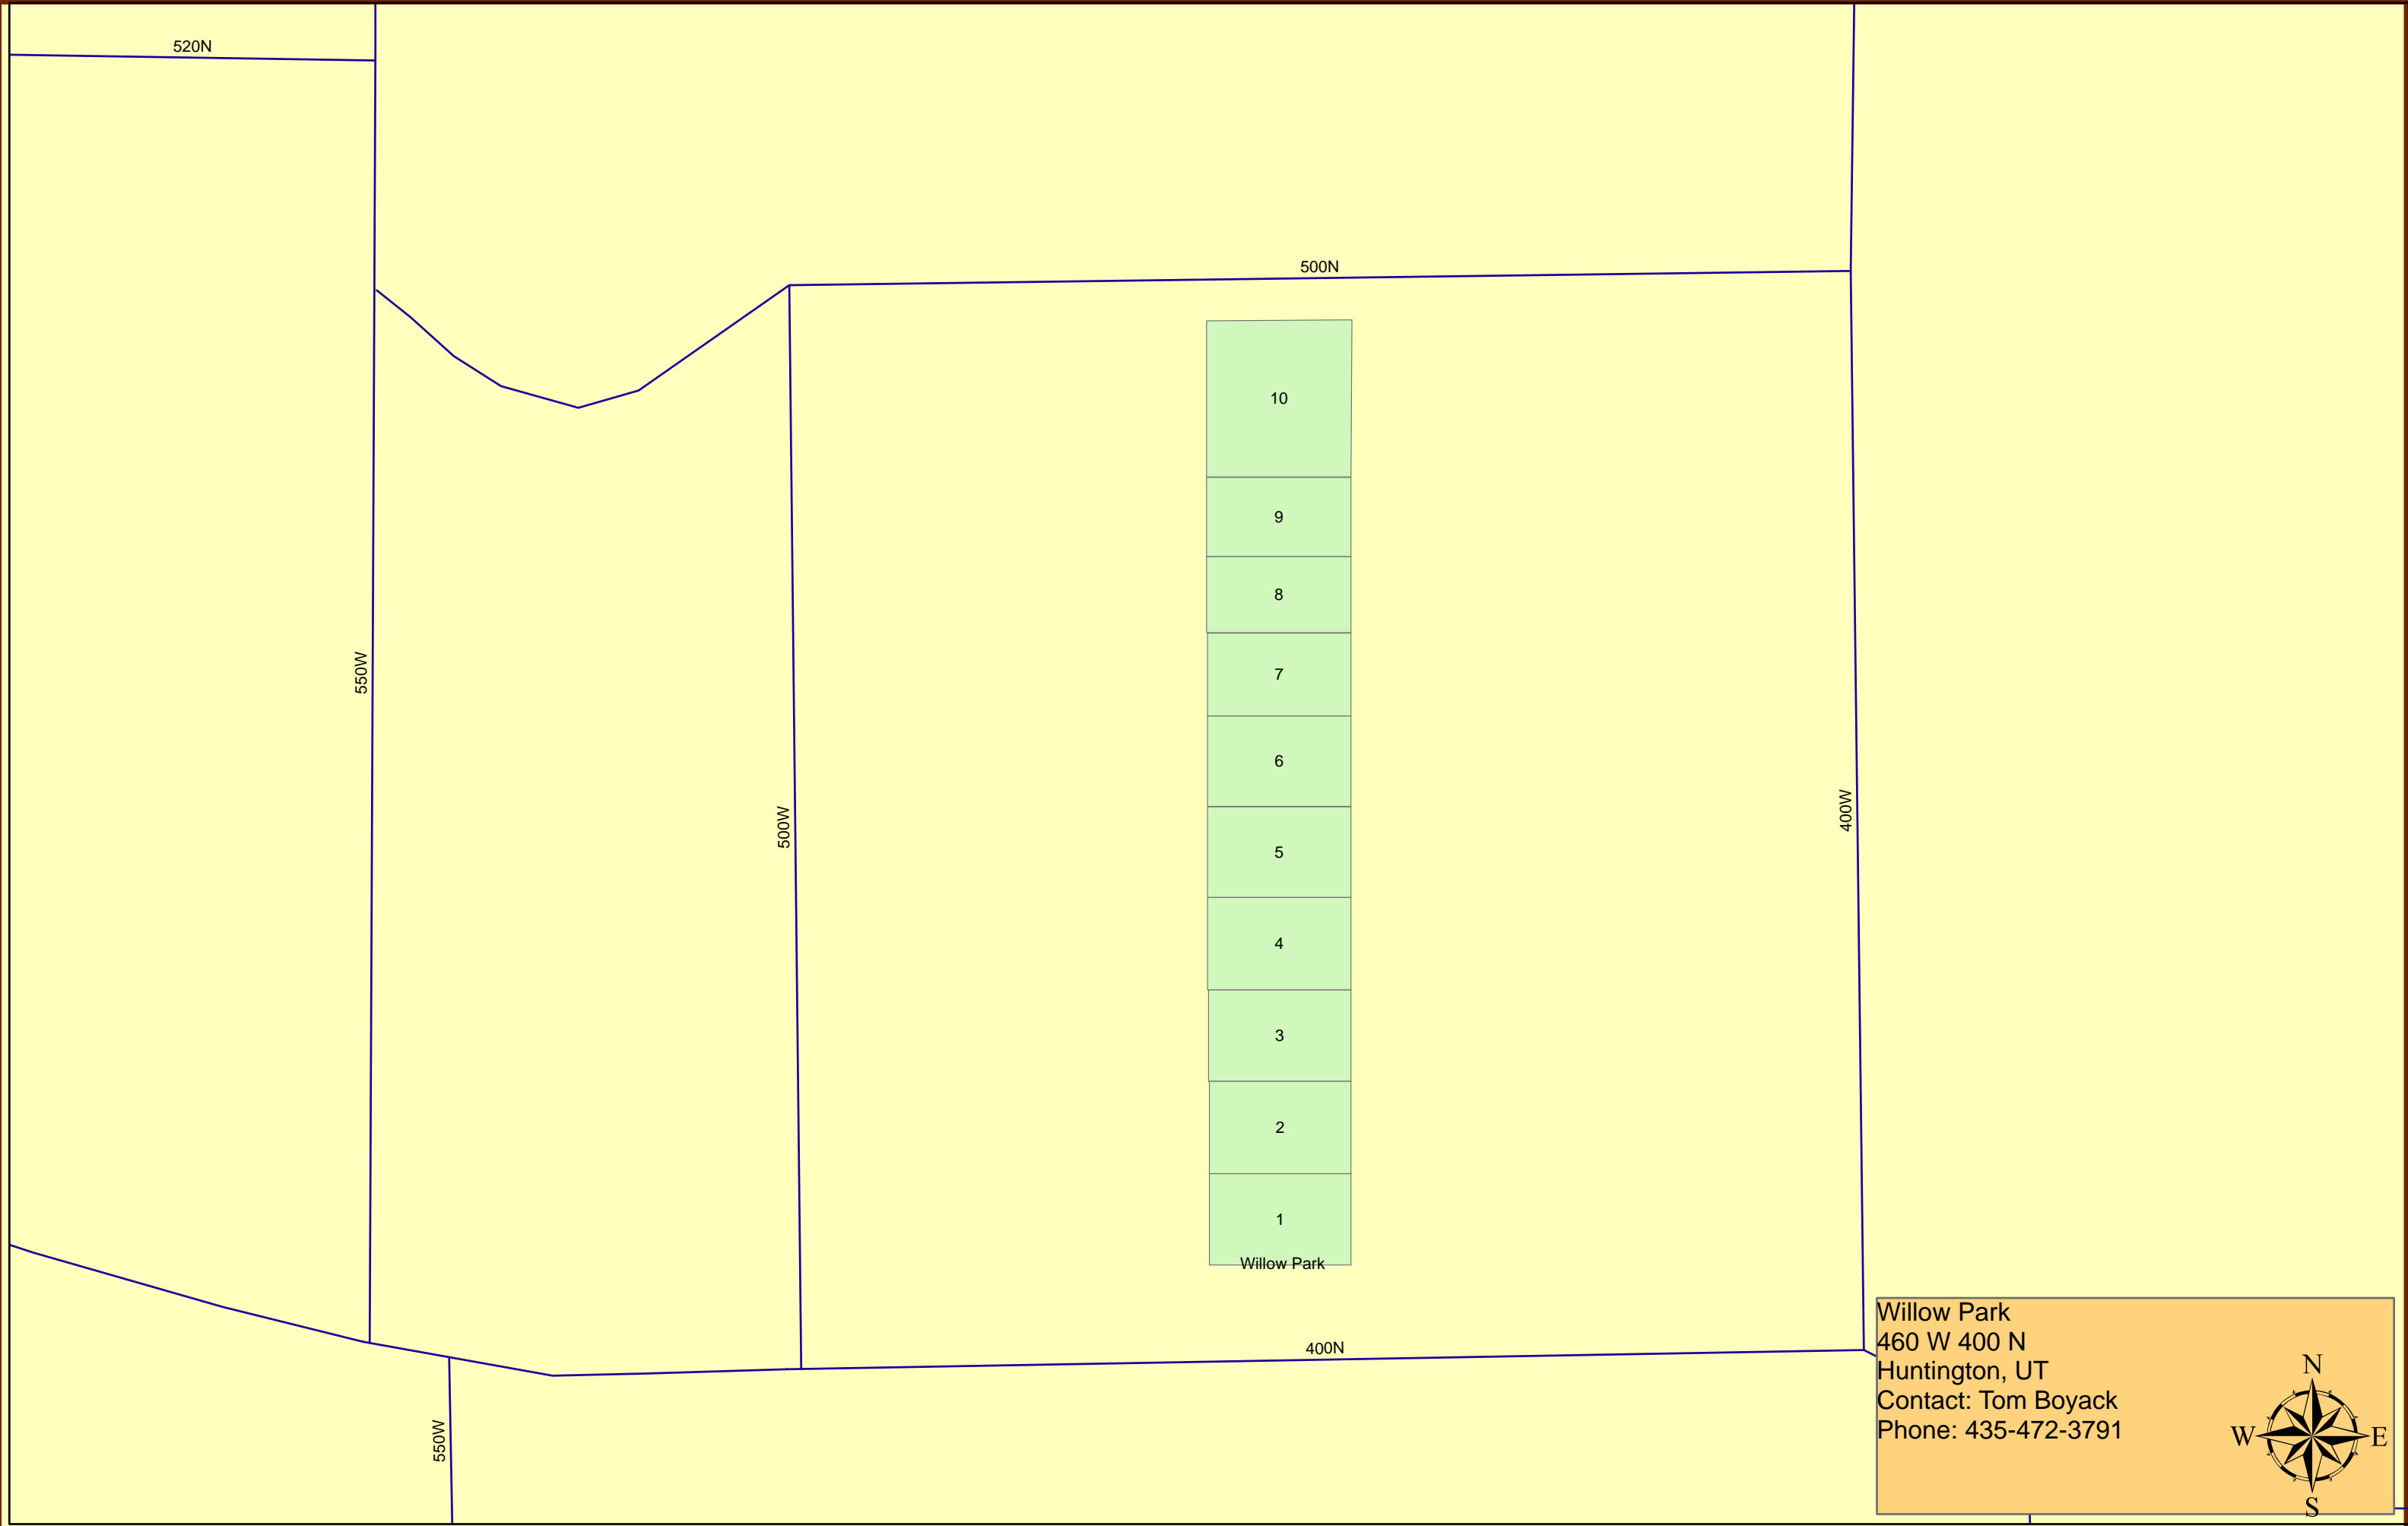 520N
500N
10
9
8
7
550W
6
400W
500W
5
4
3
2
1
Willow Park
400N
550W
Willow Park
460 W 400 N
Huntington, UT
Contact: Tom Boyack
Phone: 435-472-3791
N
W
E
S